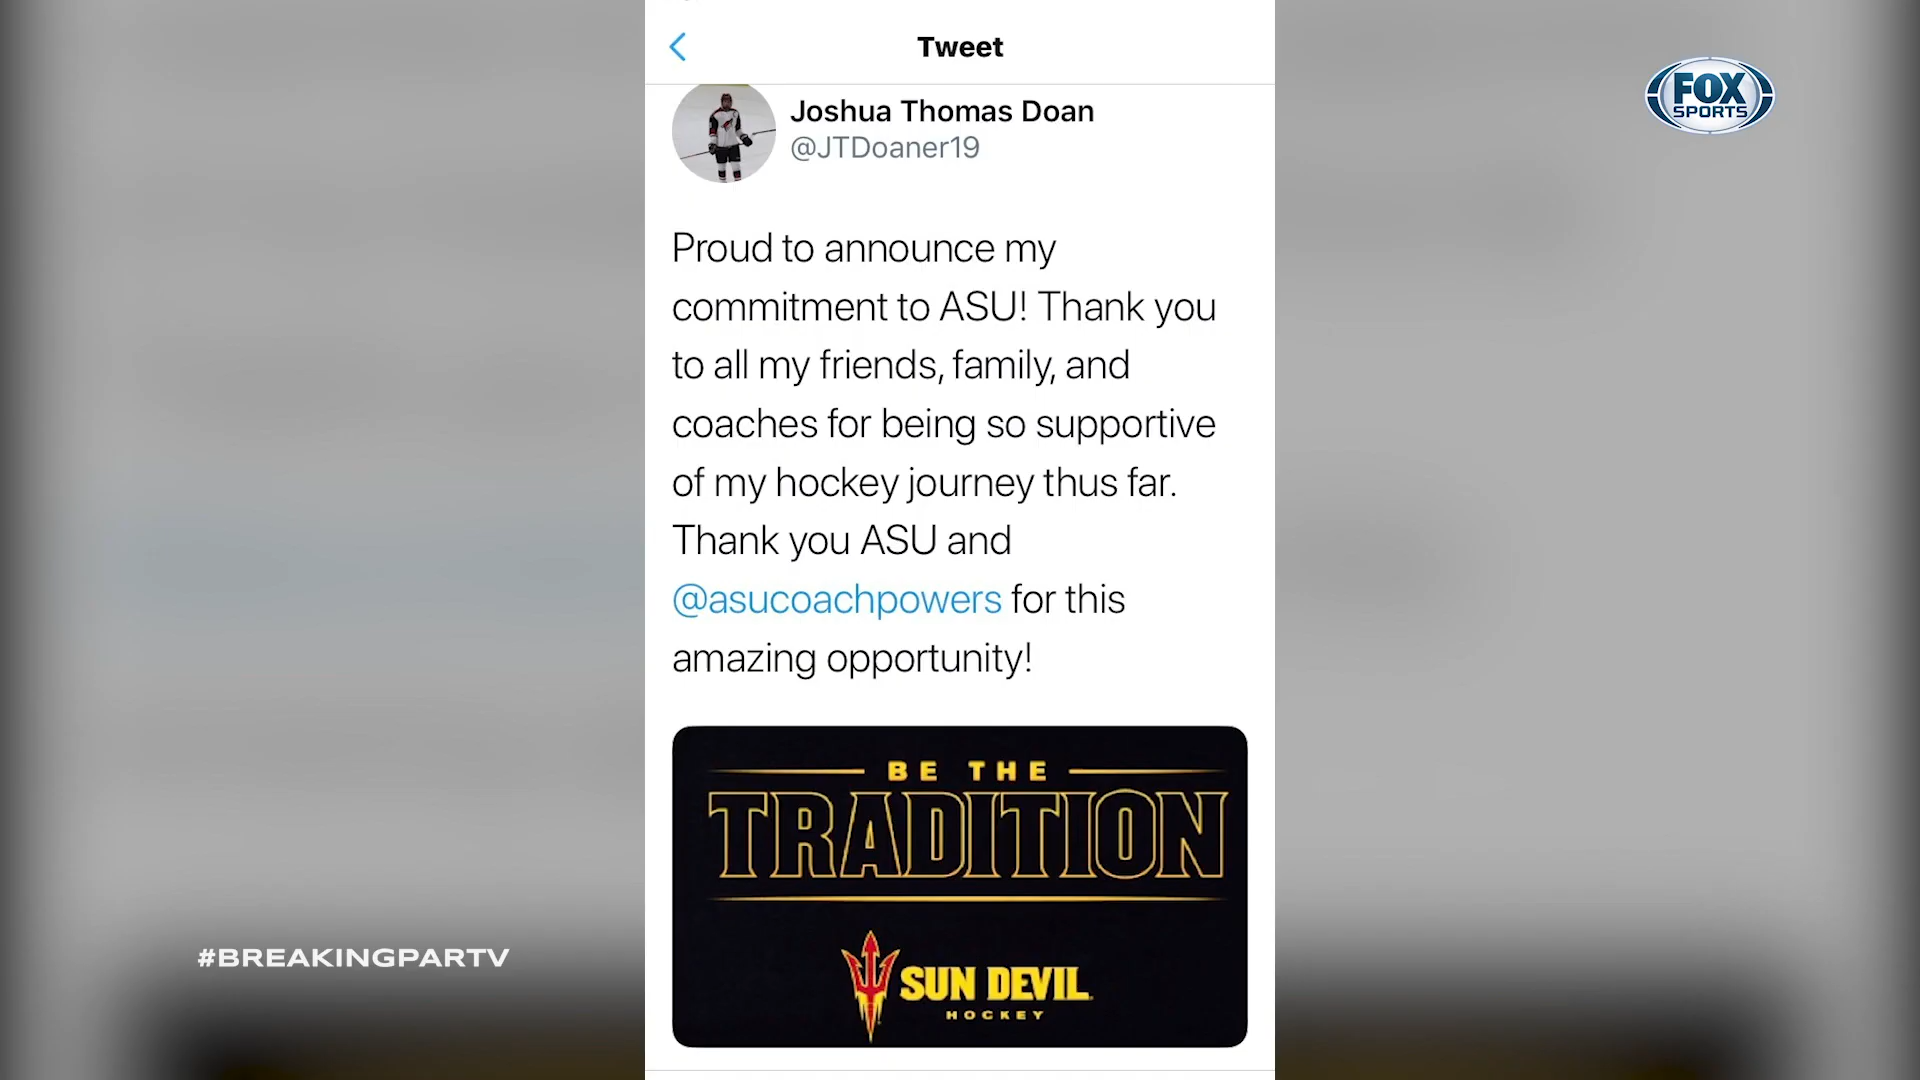 Tweet
FOX
SPORTS
Joshua Thomas Doan
@JTDoaner19
Proud to announce my
commitment to ASU! Thank you
to all my friends, family, and
coaches for being so supportive
of my hockey journey thus far.
Thank you ASU and
@asucoachpowers for this
amazing opportunity!
BE THE
TRADITION
SUN DEVIL
HOCKEY
#BREAKINGPARTV